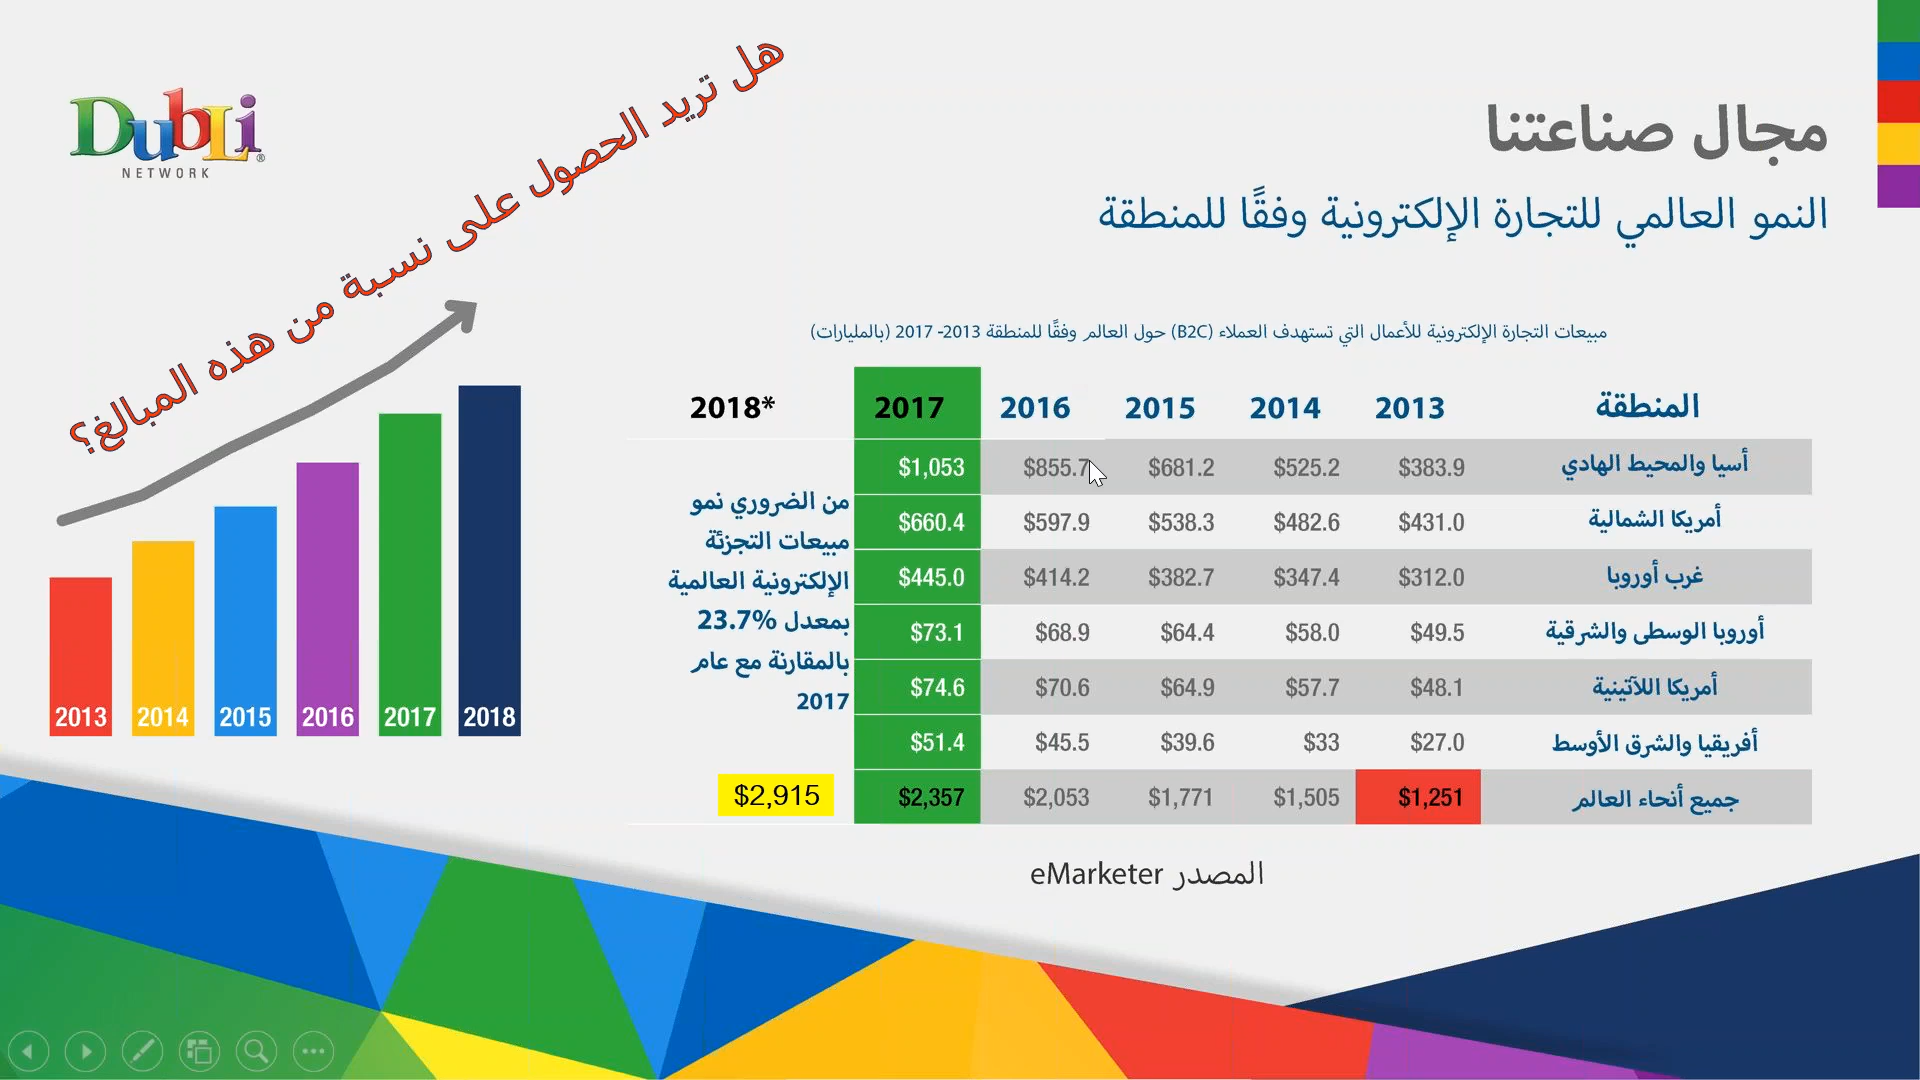 DubLi®
NETWORK
هل تريد الحصول على نسبة من هذه المبالغ؟
مجال صناعتنا
النمو العالمي للتجارة الإلكترونية وفقًا للمنطقة
مبيعات التجارة الإلكترونية للأعمال التي تستهدف العملاء (B2C) حول العالم وفقًا للمنطقة 2013- 2017 (بالمليارات)
المنطقة 2013 2014 2015 2016 2017 2018*
أسيا والمحيط الهادي $383.9 $525.2 $681.2 $855.7 $1,053
أمريكا الشمالية $431.0 $482.6 $538.3 $597.9 $660.4
غرب أوروبا $312.0 $347.4 $382.7 $414.2 $445.0
أوروبا الوسطى والشرقية $49.5 $58.0 $64.4 $68.9 $73.1
أمريكا اللآتينية $48.1 $57.7 $64.9 $70.6 $74.6
أفريقيا والشرق الأوسط $27.0 $33 $39.6 $45.5 $51.4
جميع أنحاء العالم $1,251 $1,505 $1,771 $2,053 $2,357 $2,915
من الضروري نمو
مبيعات التجزئة
الإلكترونية العالمية
بمعدل 23.7%
بالمقارنة مع عام
2017
المصدر eMarketer
2013 2014 2015 2016 2017 2018